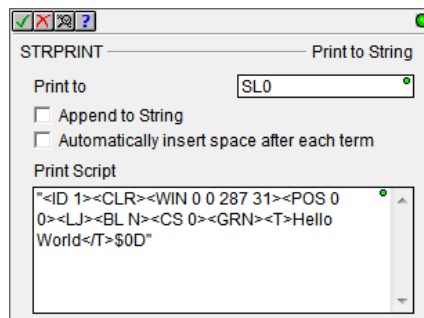 STRPRINT Print to String
Print to SL0
Append to String
Automatically insert space after each term
Print Script
"<ID 1><CLR><WIN 0 0 287 31><POS 0
0><LJ><BL N><CS 0><GRN><T>Hello
World</T>$0D"